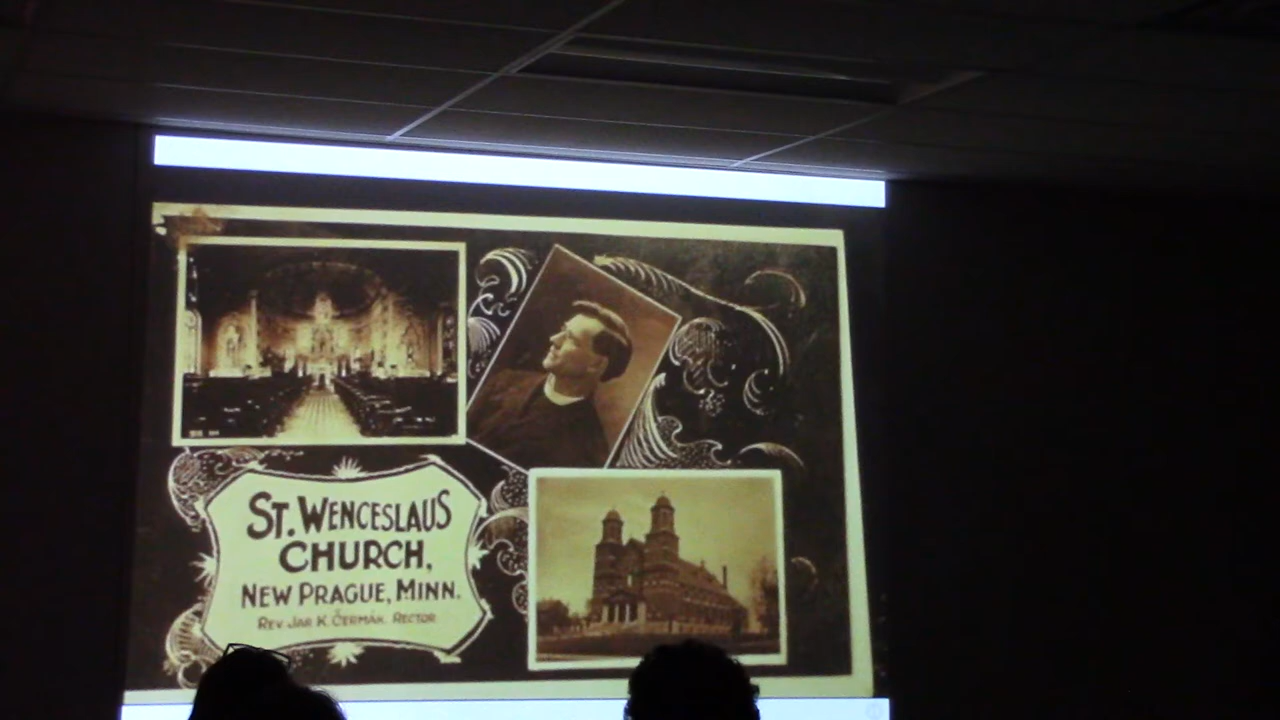 St. Wenceslaus
Church,
New Prague, Minn.
Rev Jar K. Čermák. Rector